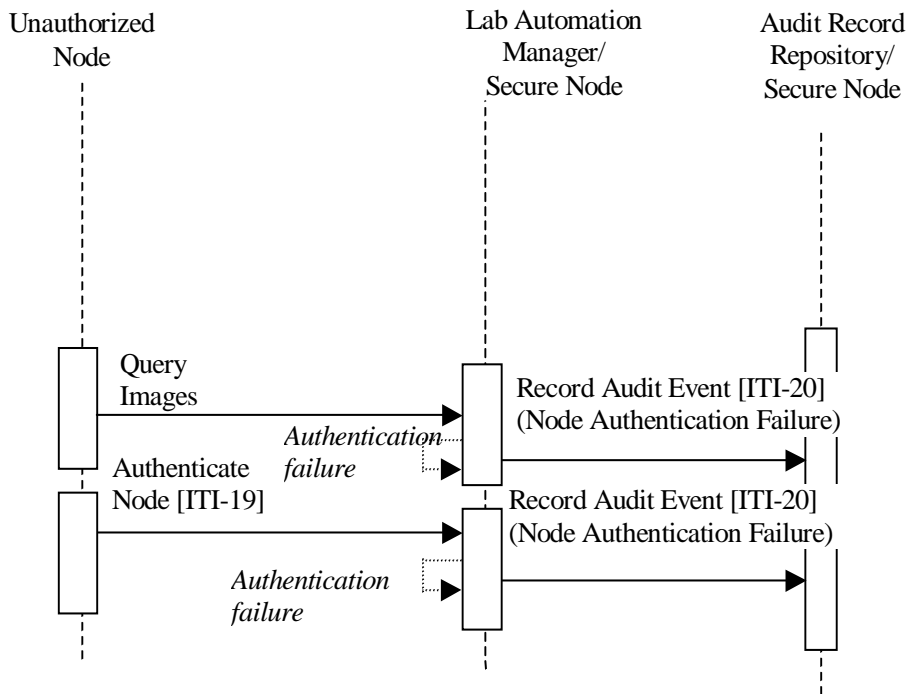 Unauthorized
Node
Lab Automation
Manager/
Secure Node
Audit Record
Repository/
Secure Node
Query
Images
Record Audit Event [ITI-20]
(Node Authentication Failure)
Authentication
failure
Authenticate
Node [ITI-19]
Record Audit Event [ITI-20]
(Node Authentication Failure)
Authentication
failure